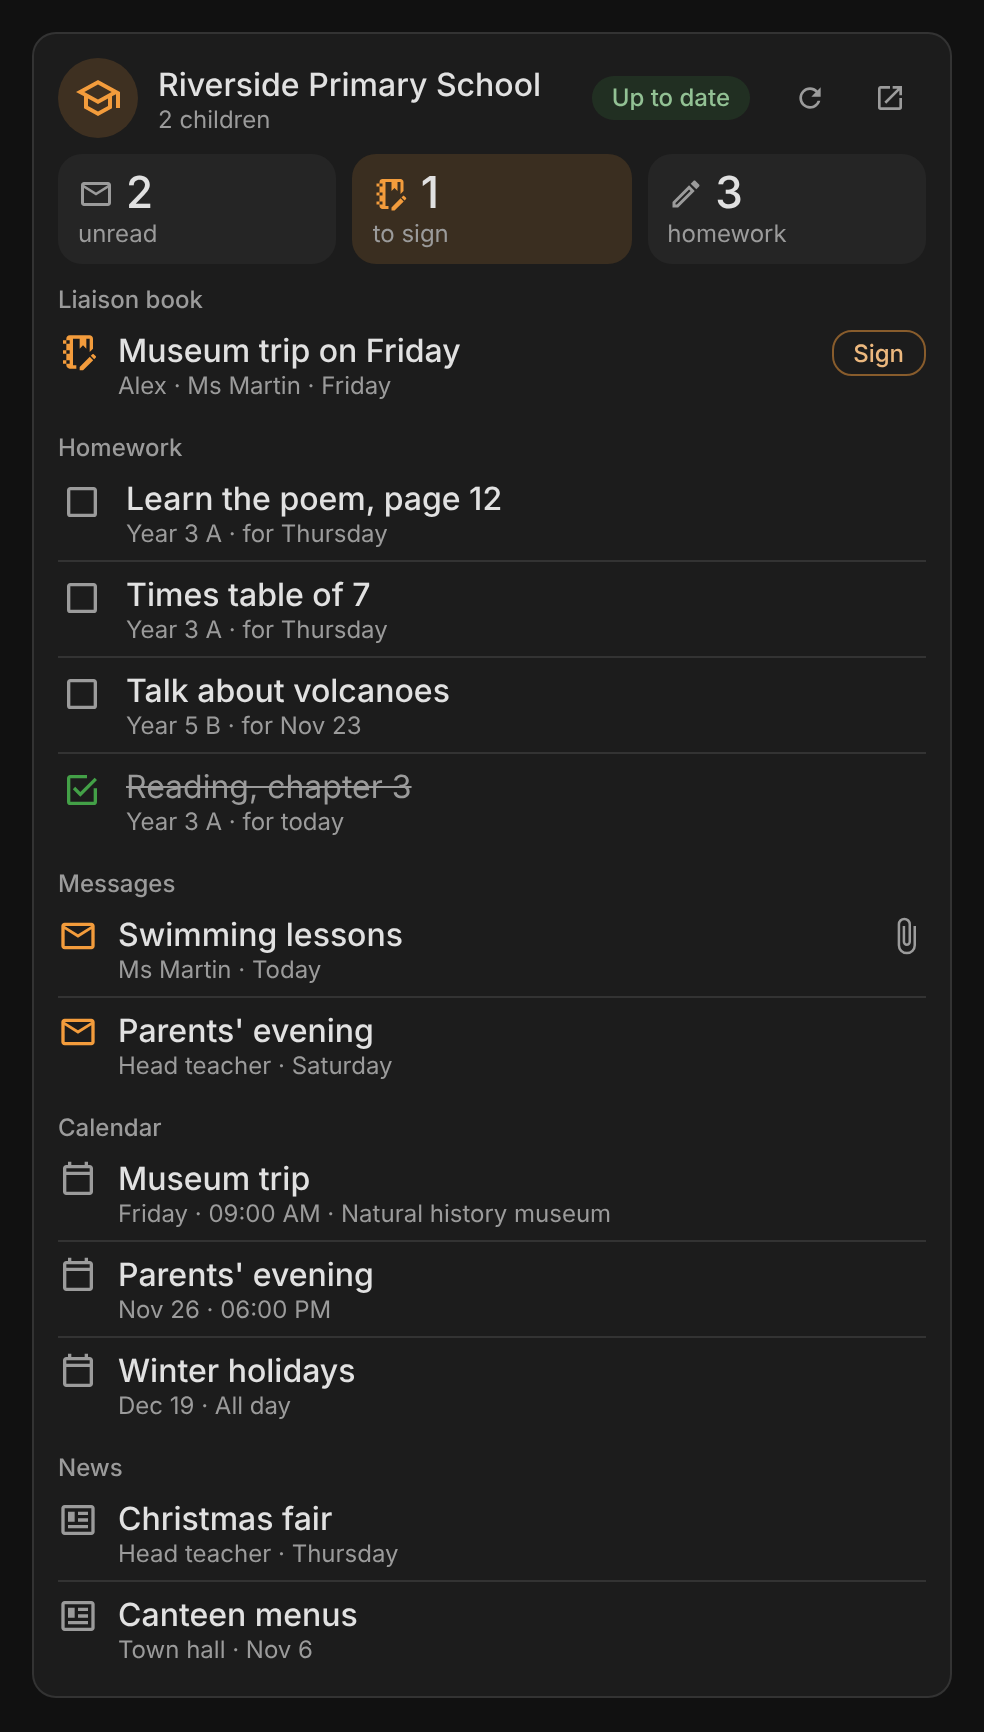 Riverside Primary School
2 children
Up to date
2
unread
1
to sign
3
homework
Liaison book
Museum trip on Friday
Alex · Ms Martin · Friday
Sign
Homework
Learn the poem, page 12
Year 3 A · for Thursday
Times table of 7
Year 3 A · for Thursday
Talk about volcanoes
Year 5 B · for Nov 23
Reading, chapter 3
Year 3 A · for today
Messages
Swimming lessons
Ms Martin · Today
Parents' evening
Head teacher · Saturday
Calendar
Museum trip
Friday · 09:00 AM · Natural history museum
Parents' evening
Nov 26 · 06:00 PM
Winter holidays
Dec 19 · All day
News
Christmas fair
Head teacher · Thursday
Canteen menus
Town hall · Nov 6